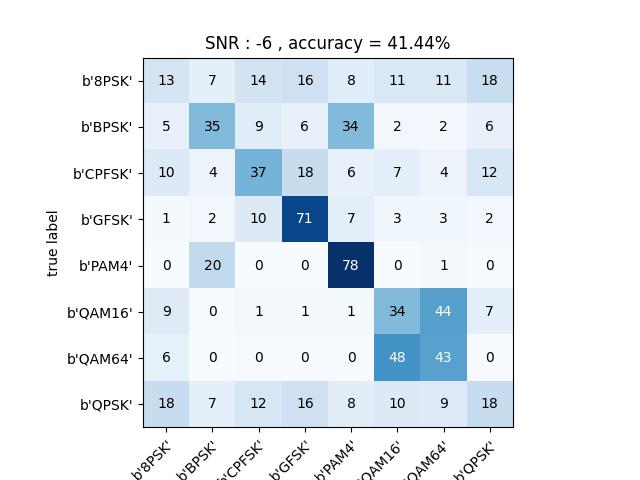 SNR : -6 , accuracy = 41.44%
b'8PSK' 13 7 14 16 8 11 11 18
b'BPSK' 5 35 9 6 34 2 2 6
b'CPFSK' 10 4 37 18 6 7 4 12
b'GFSK' 1 2 10 71 7 3 3 2
b'PAM4' 0 20 0 0 78 0 1 0
b'QAM16' 9 0 1 1 1 34 44 7
b'QAM64' 6 0 0 0 0 48 43 0
b'QPSK' 18 7 12 16 8 10 9 18
true label
b'8PSK' b'BPSK' 'CPFSK' b'GFSK' b'PAM4' 'QAM16' 'QAM64' b'QPSK'